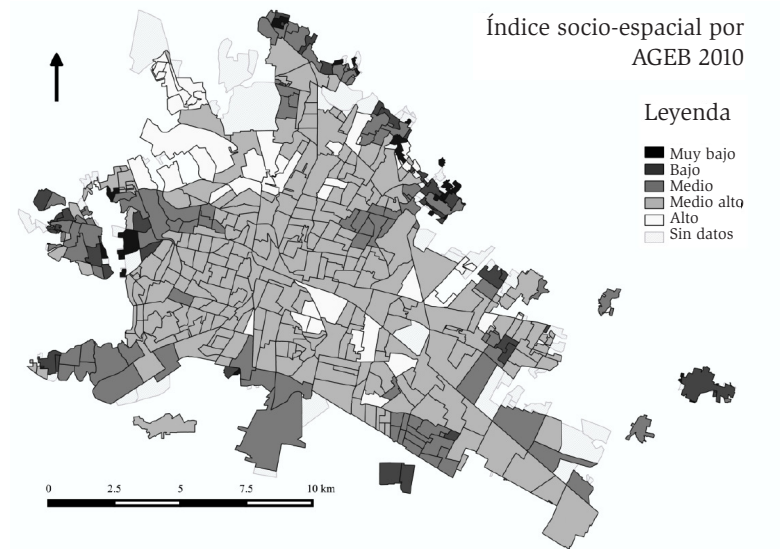 Índice socio-espacial por
AGEB 2010
Leyenda
Muy bajo
Bajo
Medio
Medio alto
Alto
Sin datos
0 2.5 5 7.5 10 km